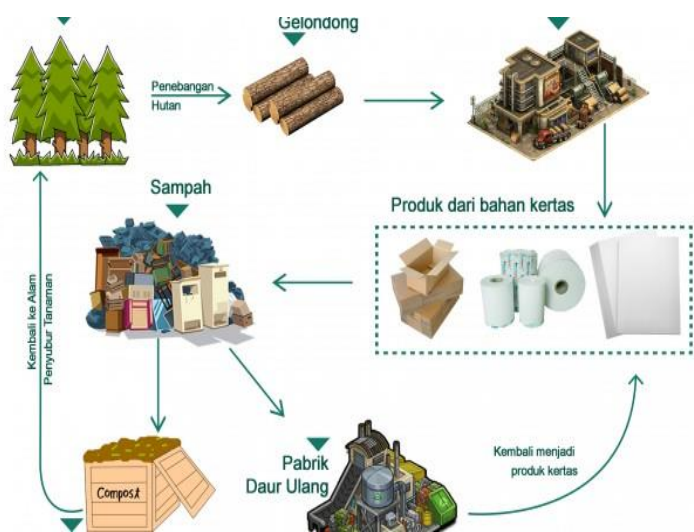 Gelondong
Penebangan
Hutan
Sampah
Produk dari bahan kertas
Kembali ke Alam
Penyubur Tanaman
Compost
Pabrik
Daur Ulang
Kembali menjadi
produk kertas